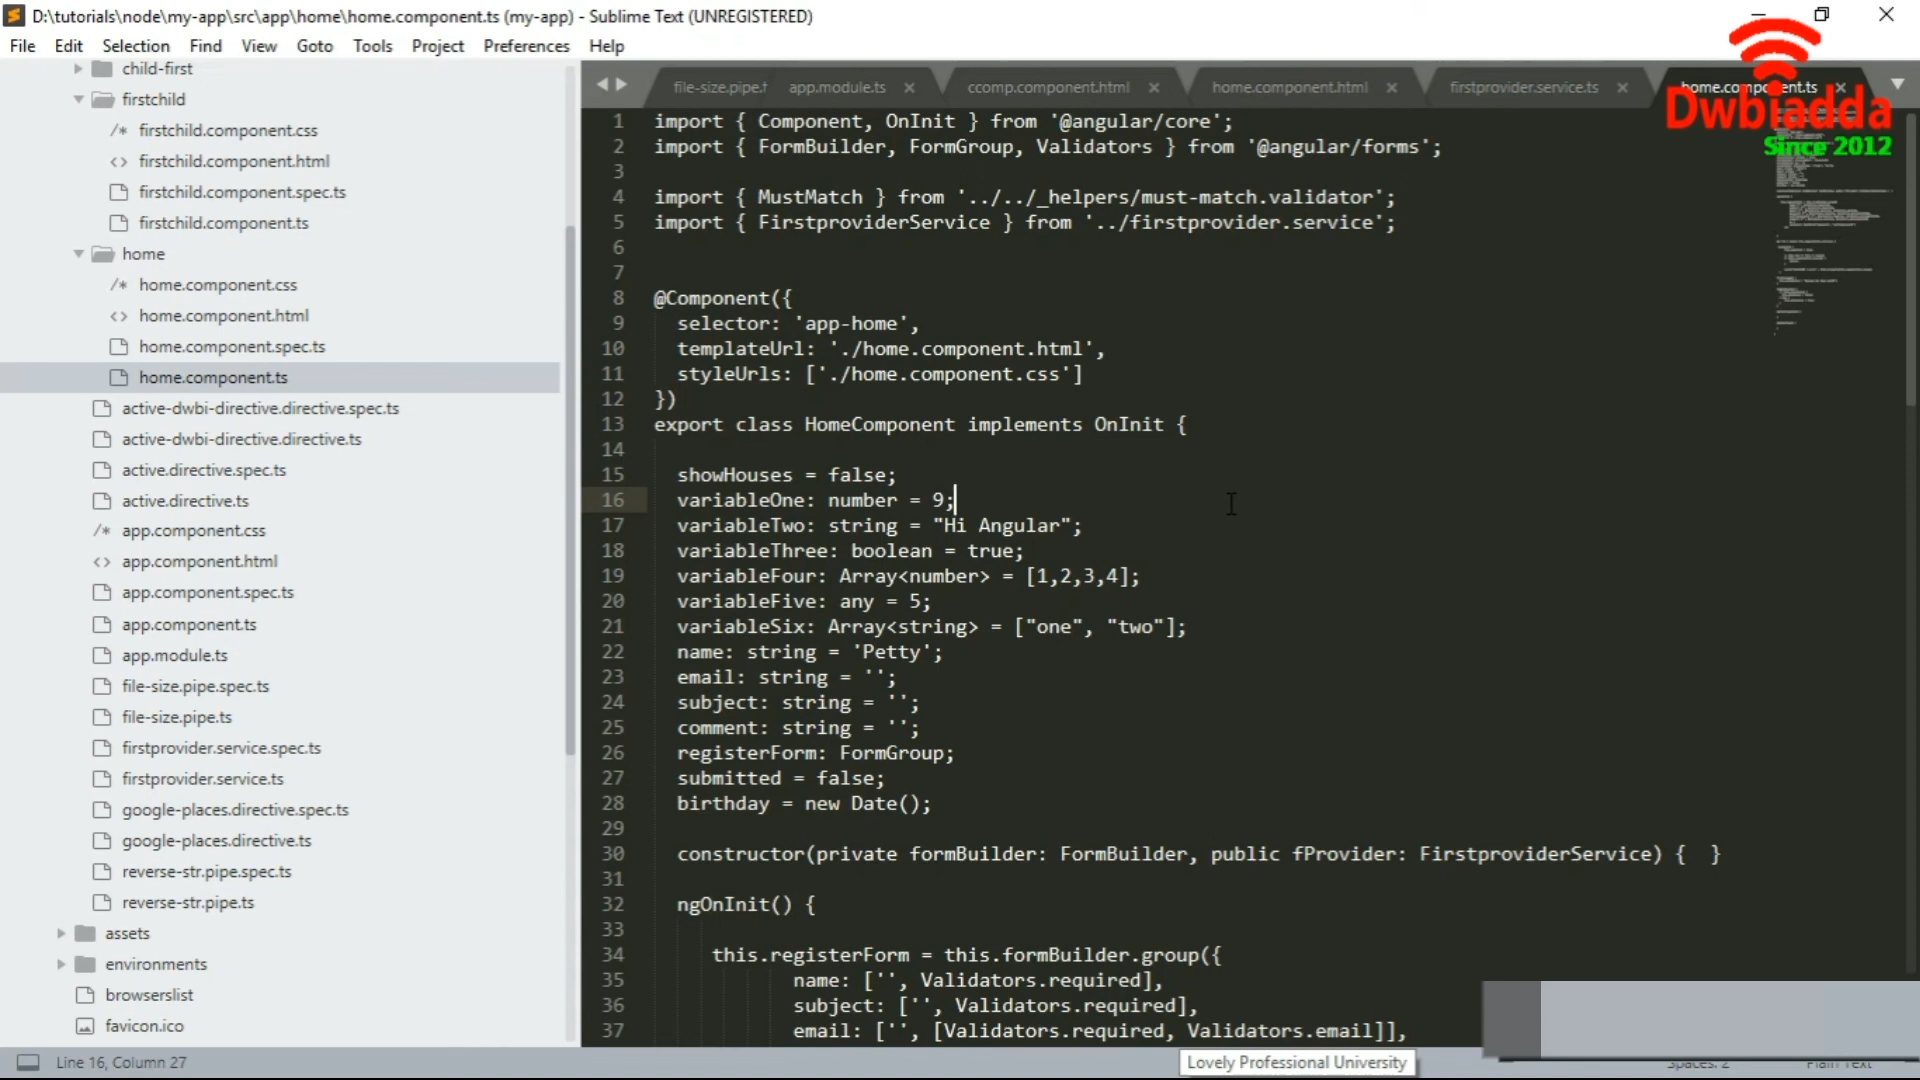 D:\tutorials\node\my-app\src\app\home\home.component.ts (my-app) - Sublime Text (UNREGISTERED)
File Edit Selection Find View Goto Tools Project Preferences Help
child-first
firstchild
/* firstchild.component.css
<> firstchild.component.html
firstchild.component.spec.ts
firstchild.component.ts
home
/* home.component.css
<> home.component.html
home.component.spec.ts
home.component.ts
active-dwbi-directive.directive.spec.ts
active-dwbi-directive.directive.ts
active.directive.spec.ts
active.directive.ts
/* app.component.css
<> app.component.html
app.component.spec.ts
app.component.ts
app.module.ts
file-size.pipe.spec.ts
file-size.pipe.ts
firstprovider.service.spec.ts
firstprovider.service.ts
google-places.directive.spec.ts
google-places.directive.ts
reverse-str.pipe.spec.ts
reverse-str.pipe.ts
assets
environments
browserslist
favicon.ico
file-size.pipe.t app.module.ts ccomp.component.html home.component.html firstprovider.service.ts home.component.ts
Dwbiadda
Since 2012
1 import { Component, OnInit } from '@angular/core';
2 import { FormBuilder, FormGroup, Validators } from '@angular/forms';
3
4 import { MustMatch } from '../../_helpers/must-match.validator';
5 import { FirstproviderService } from '../firstprovider.service';
6
7
8 @Component({
9 selector: 'app-home',
10 templateUrl: './home.component.html',
11 styleUrls: ['./home.component.css']
12 })
13 export class HomeComponent implements OnInit {
14
15 showHouses = false;
16 variableOne: number = 9;
17 variableTwo: string = "Hi Angular";
18 variableThree: boolean = true;
19 variableFour: Array<number> = [1,2,3,4];
20 variableFive: any = 5;
21 variableSix: Array<string> = ["one", "two"];
22 name: string = 'Petty';
23 email: string = '';
24 subject: string = '';
25 comment: string = '';
26 registerForm: FormGroup;
27 submitted = false;
28 birthday = new Date();
29
30 constructor(private formBuilder: FormBuilder, public fProvider: FirstproviderService) { }
31
32 ngOnInit() {
33
34 this.registerForm = this.formBuilder.group({
35 name: ['', Validators.required],
36 subject: ['', Validators.required],
37 email: ['', [Validators.required, Validators.email]],
Line 16, Column 27
Lovely Professional University
Spaces: 2
Plain Text